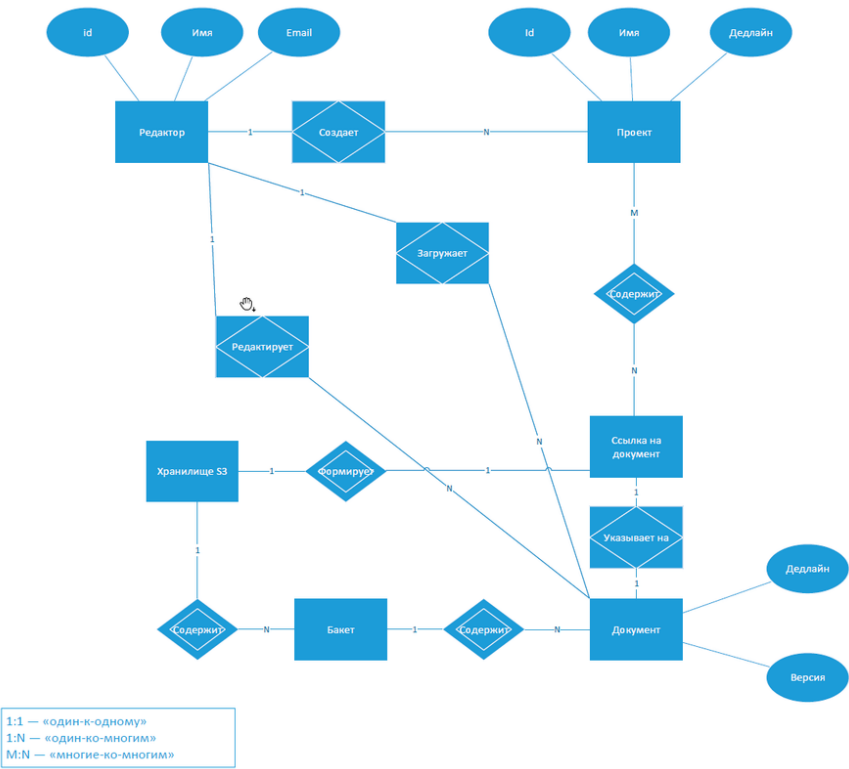 id
Имя
Email
Id
Имя
Дедлайн
Редактор
1
Создает
N
Проект
1
M
1
Загружает
Содержит
Редактирует
N
Ссылка на
документ
N
Хранилище S3
1
Формирует
1
N
1
Указывает на
1
1
Дедлайн
Содержит
N
Бакет
1
Содержит
N
Документ
Версия
1:1 — «один-к-одному»
1:N — «один-ко-многим»
M:N — «многие-ко-многим»